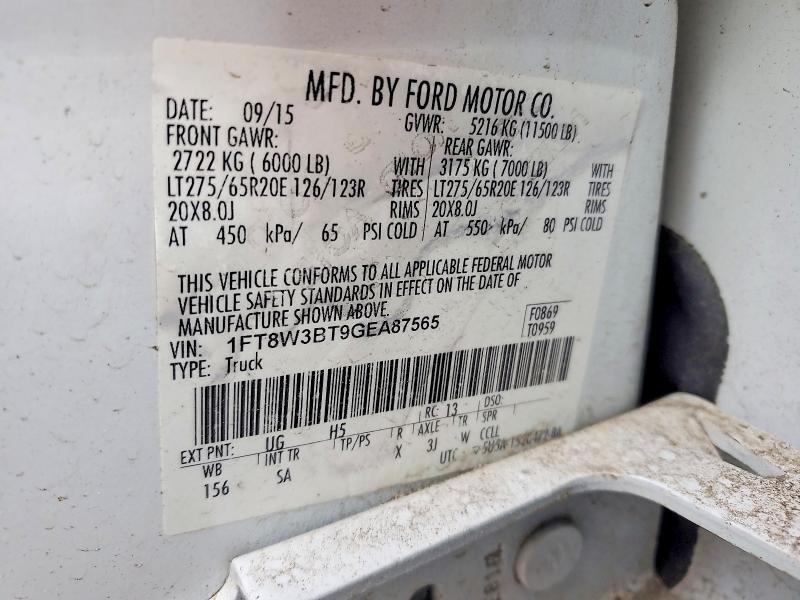 MFD. BY FORD MOTOR CO.
DATE: 09/15 GVWR: 5216 KG (11500 LB)
FRONT GAWR: REAR GAWR:
2722 KG ( 6000 LB) WITH 3175 KG ( 7000 LB) WITH
LT275/65R20E 126/123R TIRES LT275/65R20E 126/123R TIRES
20X8.0J RIMS 20X8.0J RIMS
AT 450 kPa/ 65 PSI COLD AT 550 kPa/ 80 PSI COLD
THIS VEHICLE CONFORMS TO ALL APPLICABLE FEDERAL MOTOR
VEHICLE SAFETY STANDARDS IN EFFECT ON THE DATE OF
MANUFACTURE SHOWN ABOVE.
VIN: 1FT8W3BT9GEA87565 F0869
TYPE: Truck T0959
EXT PNT: UG H5 RC: 13 DSO:
WB INT TR TP/PS R AXLE TR SPR
156 SA X 3J W CCLL
UTC